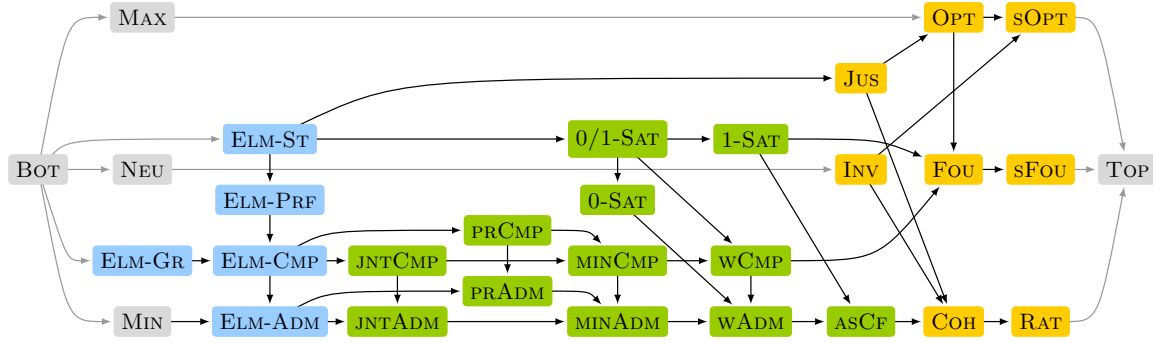 MAX OPT SOPT
JUS
ELM-ST 0/1-SAT 1-SAT
BOT NEU INV FOU SFOU TOP
ELM-PRF 0-SAT
PRCMP
ELM-GR ELM-CMP JNTCMP MINCMP WCMP
PRADM
MIN ELM-ADM JNTADM MINADM WADM ASCF COH RAT